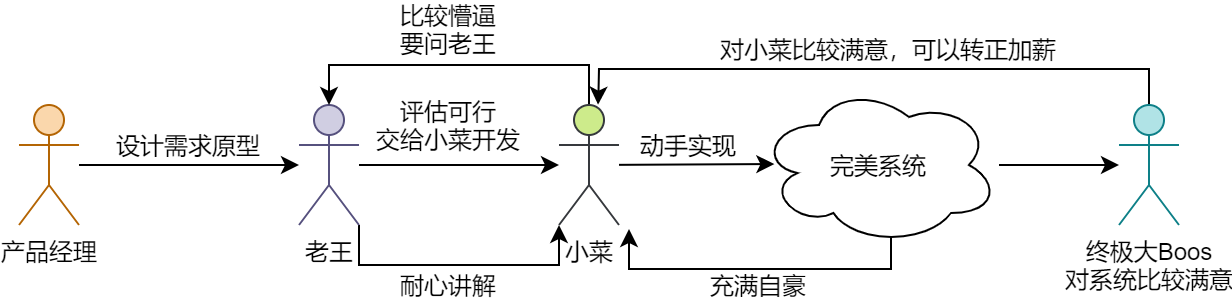 比较懵逼
要问老王
对小菜比较满意，可以转正加薪
评估可行
交给小菜开发
设计需求原型
动手实现
完美系统
产品经理
老王
小菜
终极大Boos
对系统比较满意
耐心讲解
充满自豪